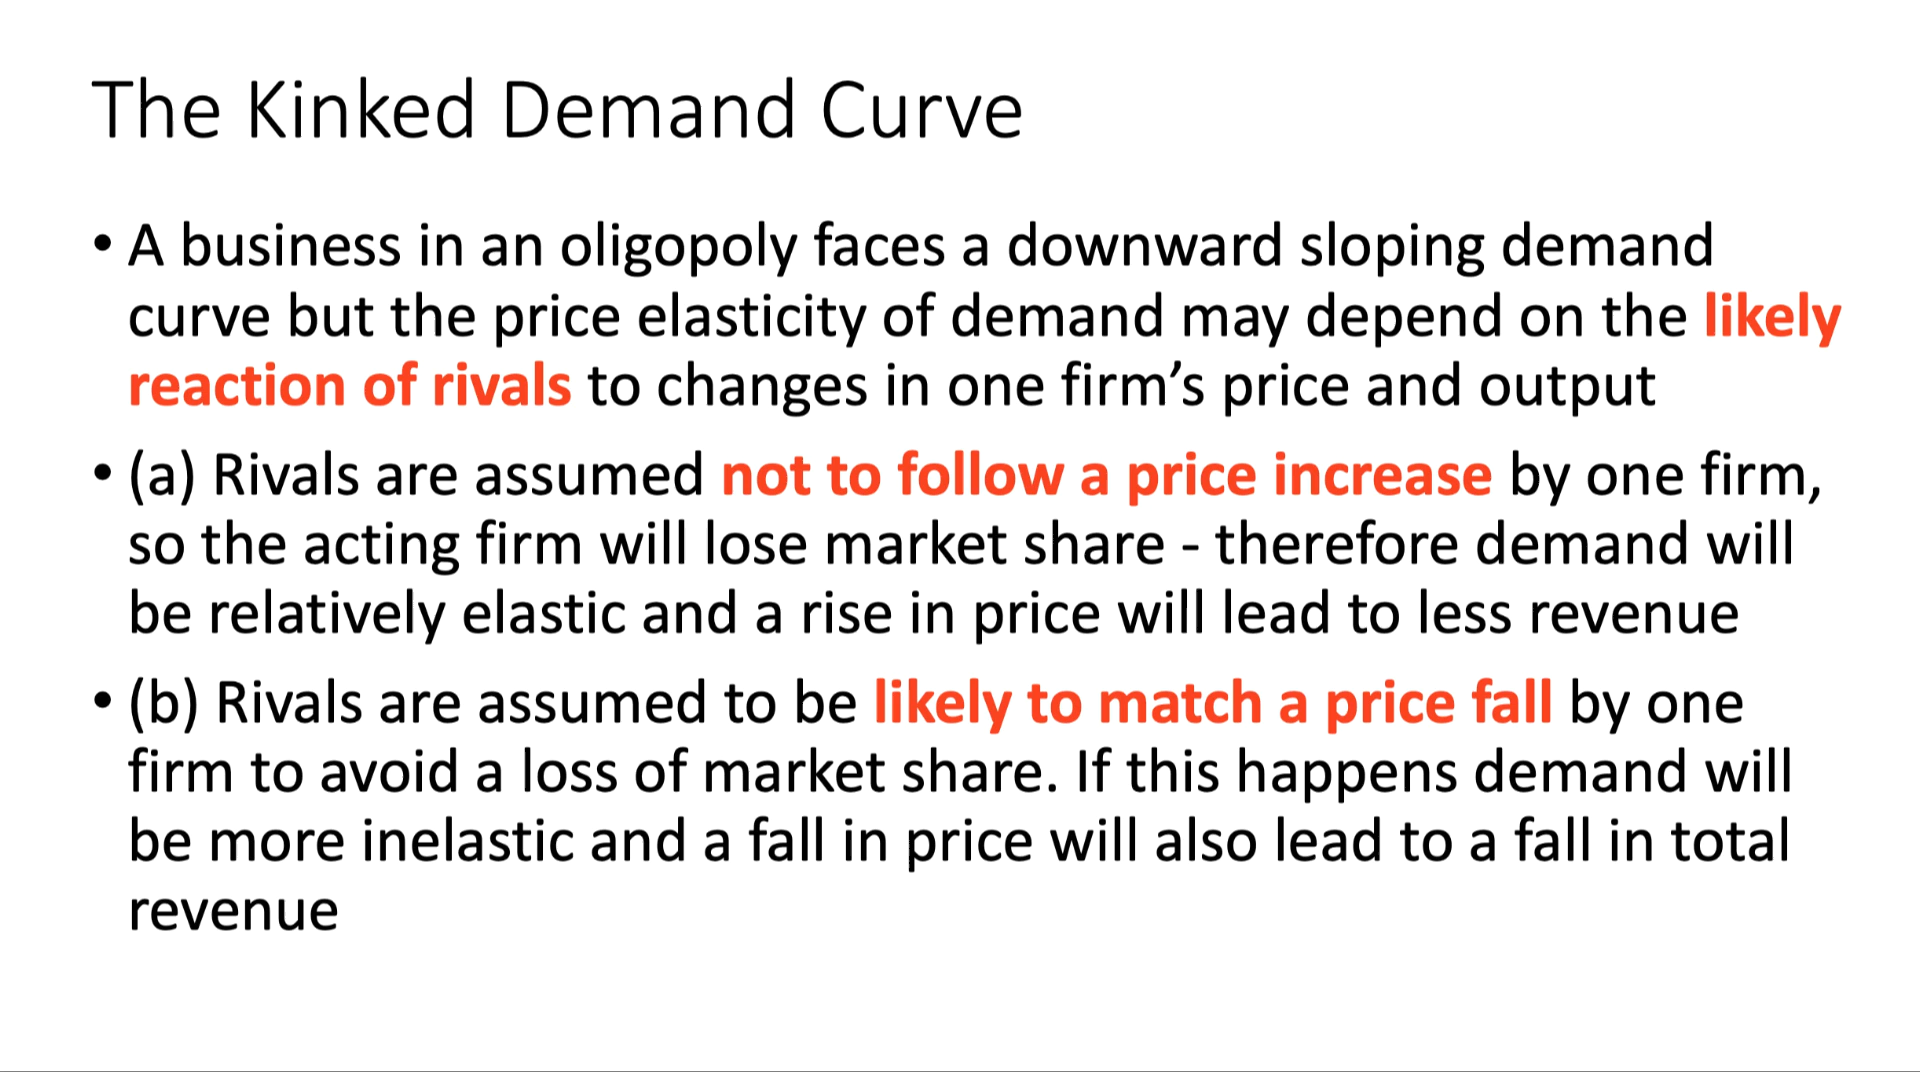 The Kinked Demand Curve
• A business in an oligopoly faces a downward sloping demand
curve but the price elasticity of demand may depend on the likely
reaction of rivals to changes in one firm’s price and output
• (a) Rivals are assumed not to follow a price increase by one firm,
so the acting firm will lose market share - therefore demand will
be relatively elastic and a rise in price will lead to less revenue
• (b) Rivals are assumed to be likely to match a price fall by one
firm to avoid a loss of market share. If this happens demand will
be more inelastic and a fall in price will also lead to a fall in total
revenue